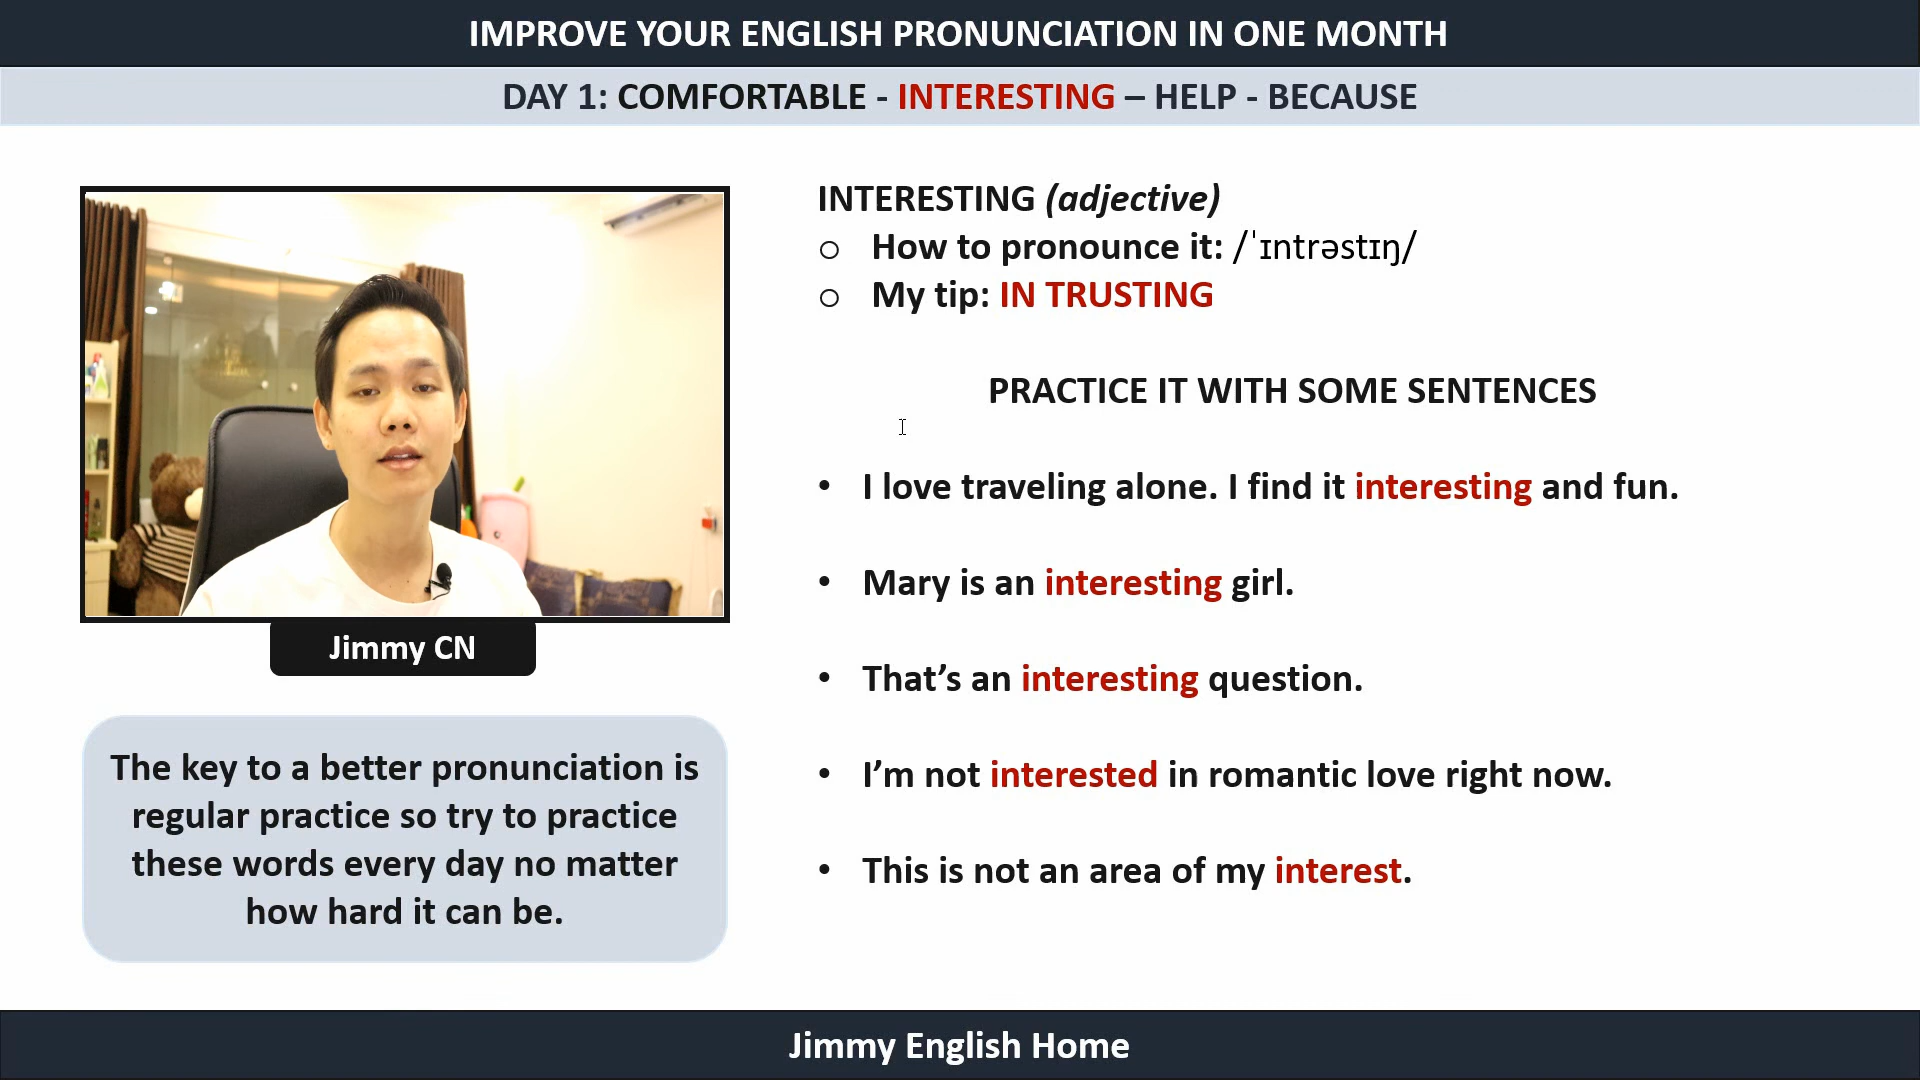 IMPROVE YOUR ENGLISH PRONUNCIATION IN ONE MONTH
DAY 1: COMFORTABLE - INTERESTING – HELP - BECAUSE
INTERESTING (adjective)
o How to pronounce it: /ˈɪntrəstɪŋ/
o My tip: IN TRUSTING
PRACTICE IT WITH SOME SENTENCES
• I love traveling alone. I find it interesting and fun.
• Mary is an interesting girl.
• That’s an interesting question.
• I’m not interested in romantic love right now.
• This is not an area of my interest.
Jimmy CN
The key to a better pronunciation is
regular practice so try to practice
these words every day no matter
how hard it can be.
Jimmy English Home